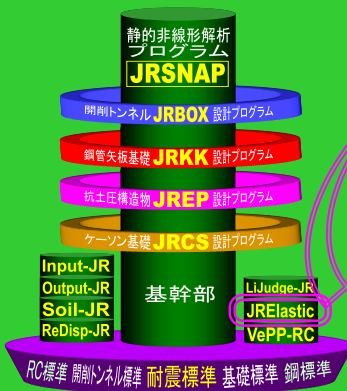 静的非線形解析
プログラム
JRSNAP
開削トンネル JRBOX 設計プログラム
鋼管矢板基礎 JRKK 設計プログラム
抗土圧構造物 JREP 設計プログラム
ケーソン基礎 JRCS 設計プログラム
基幹部
Input-JR
Output-JR
Soil-JR
ReDisp-JR
LiJudge-JR
JRElastic
VePP-RC
RC標準 開削トンネル標準 耐震標準 基礎標準 鋼標準